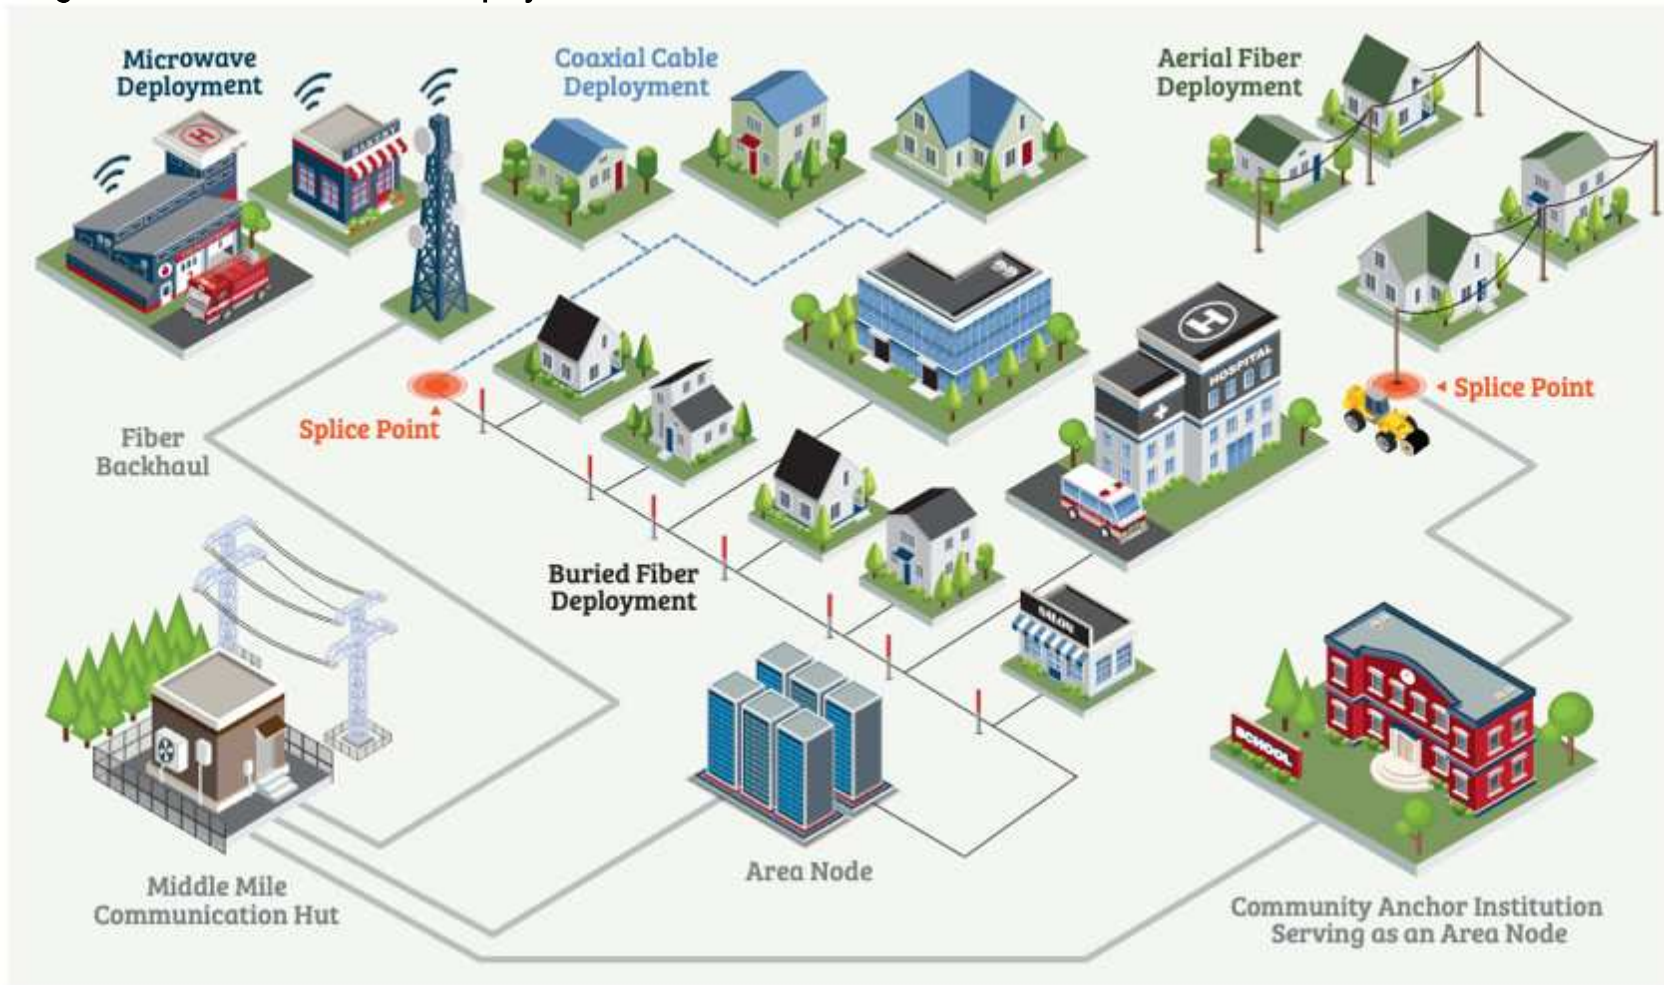 Microwave
Deployment
Coaxial Cable
Deployment
Aerial Fiber
Deployment
H
H
HOSPITAL
Splice Point
Splice Point
Fiber
Backhaul
Buried Fiber
Deployment
SALON
SCHOOL
Area Node
Middle Mile
Communication Hut
Community Anchor Institution
Serving as an Area Node